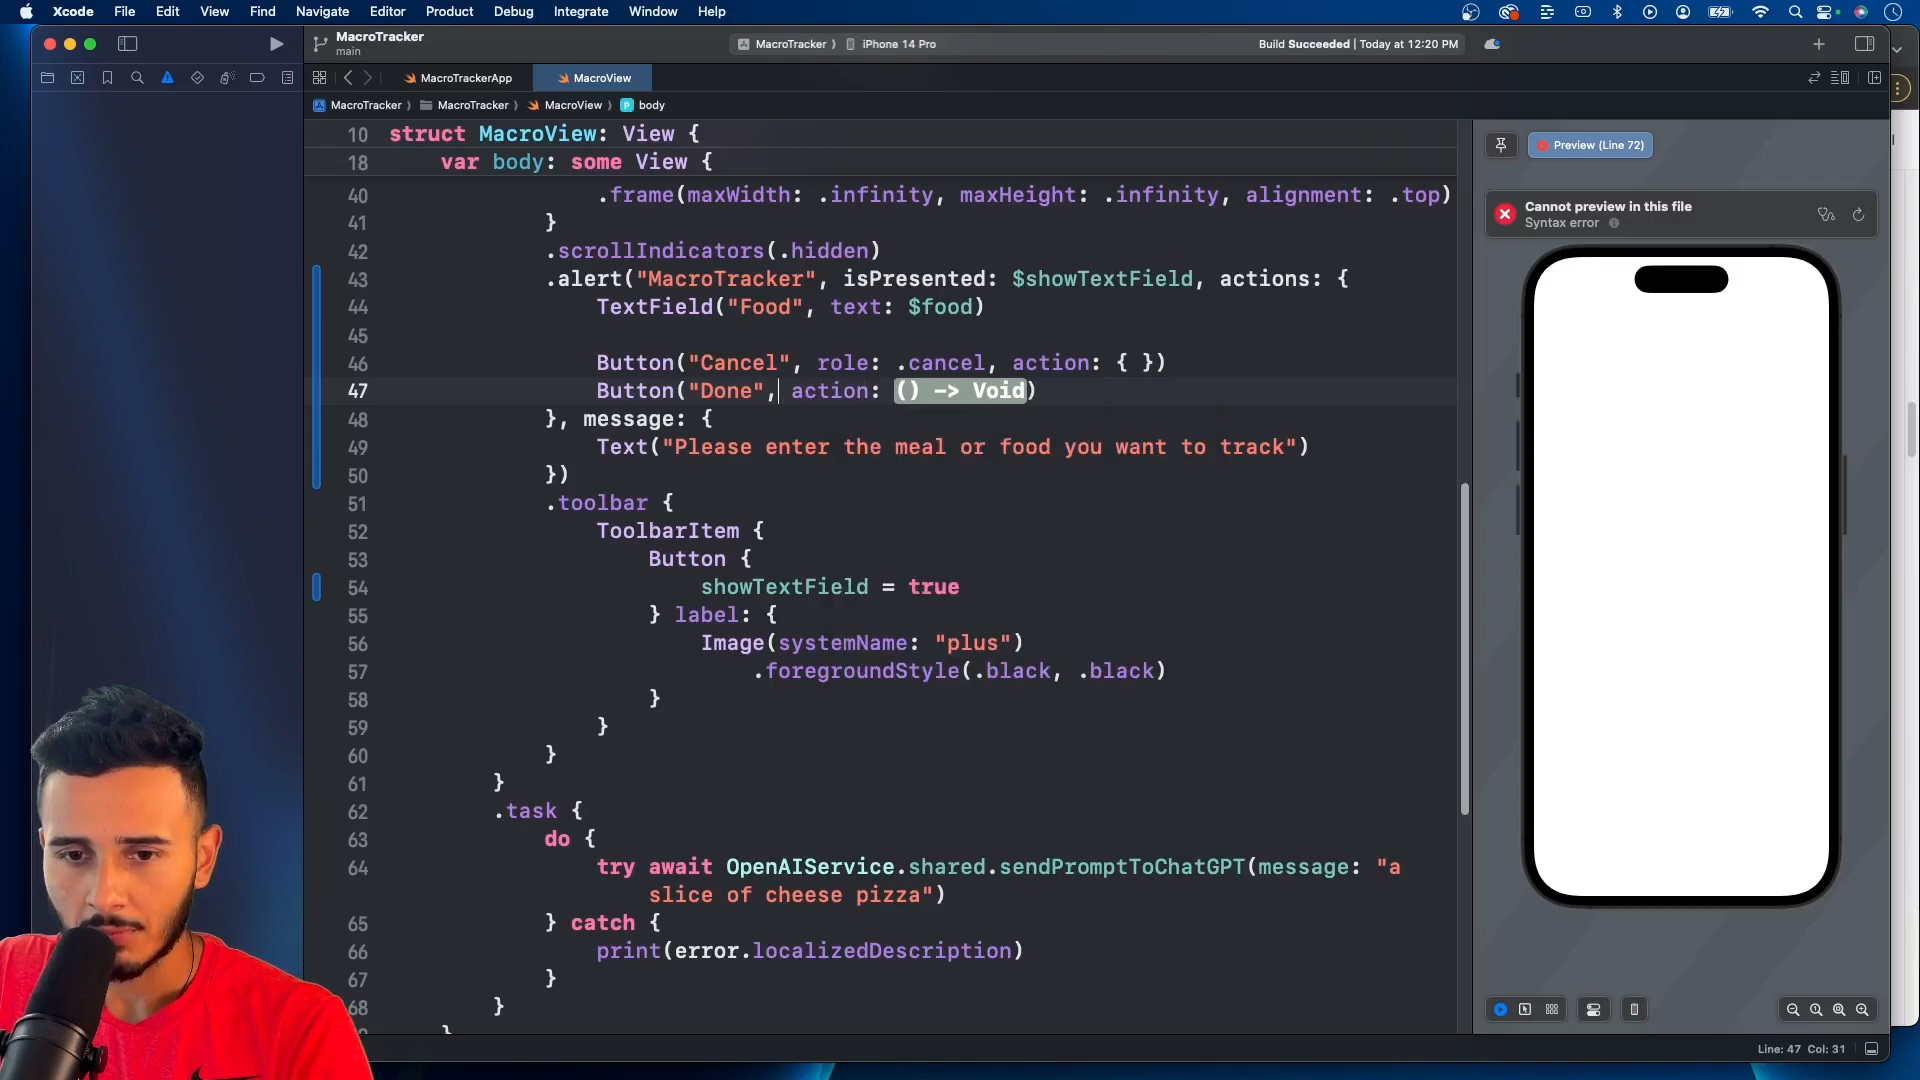 Xcode File Edit View Find Navigate Editor Product Debug Integrate Window Help
MacroTracker
main
MacroTracker iPhone 14 Pro
Build Succeeded | Today at 12:20 PM
MacroTrackerApp MacroView
MacroTracker MacroTracker MacroView body
10 struct MacroView: View {
18 var body: some View {
40 .frame(maxWidth: .infinity, maxHeight: .infinity, alignment: .top)
41 }
42 .scrollIndicators(.hidden)
43 .alert("MacroTracker", isPresented: $showTextField, actions: {
44 TextField("Food", text: $food)
45
46 Button("Cancel", role: .cancel, action: { })
47 Button("Done", action: () -> Void)
48 }, message: {
49 Text("Please enter the meal or food you want to track")
50 })
51 .toolbar {
52 ToolbarItem {
53 Button {
54 showTextField = true
55 } label: {
56 Image(systemName: "plus")
57 .foregroundStyle(.black, .black)
58 }
59 }
60 }
61 }
62 .task {
63 do {
64 try await OpenAIService.shared.sendPromptToChatGPT(message: "a
slice of cheese pizza")
65 } catch {
66 print(error.localizedDescription)
67 }
68 }
Preview (Line 72)
Cannot preview in this file
Syntax error
Line: 47 Col: 31